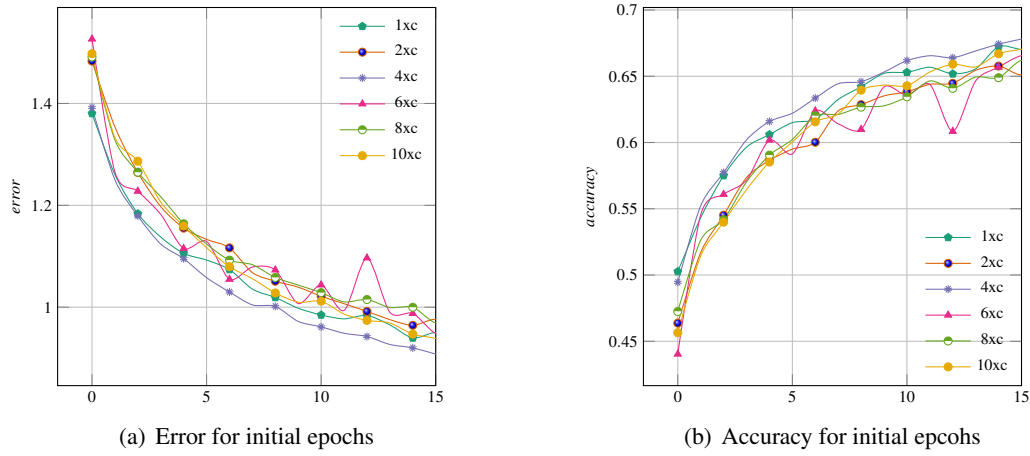 1.4
1.2
1
error
0
5
10
15
1xc
2xc
4xc
6xc
8xc
10xc
(a) Error for initial epochs
0.7
0.65
0.6
0.55
0.5
0.45
accuracy
0
5
10
15
1xc
2xc
4xc
6xc
8xc
10xc
(b) Accuracy for initial epcohs